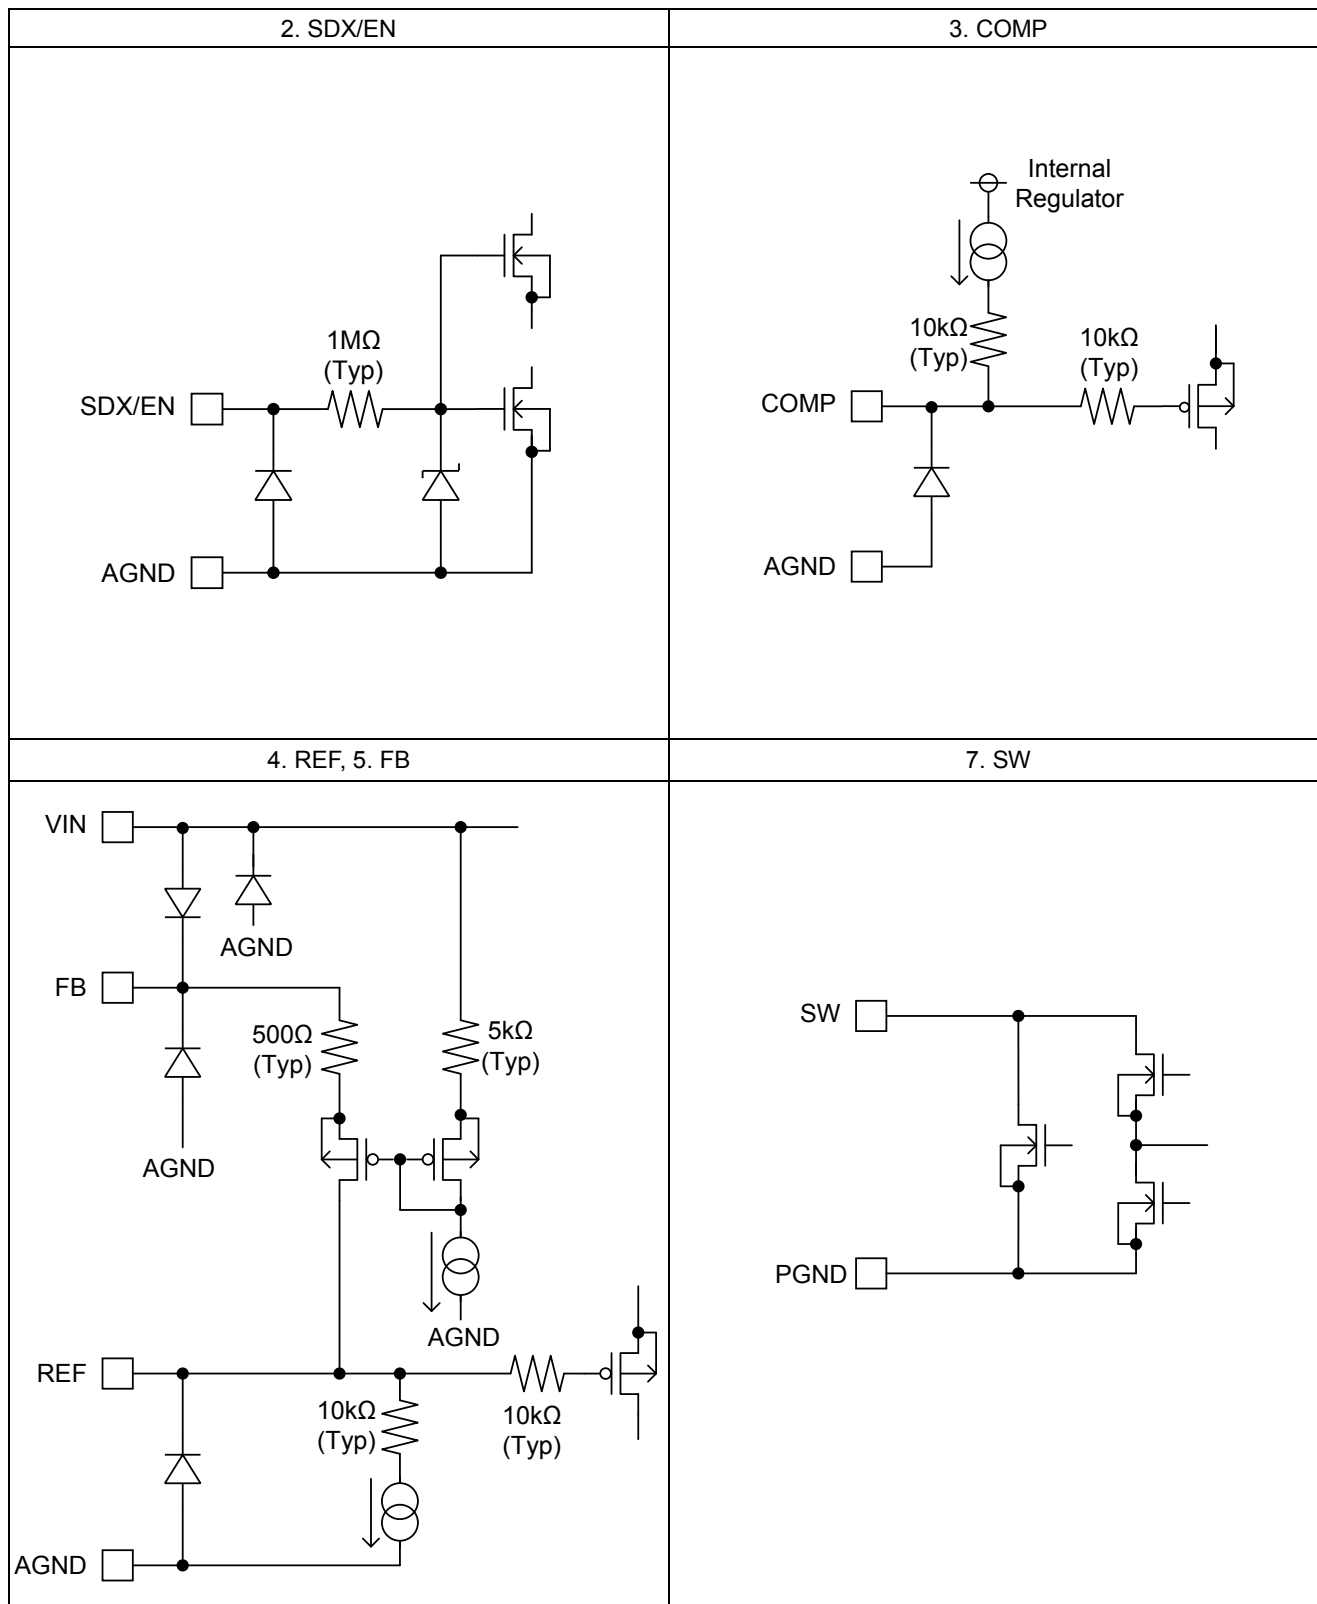 2. SDX/EN
3. COMP
1MΩ
(Typ)
SDX/EN
AGND
Internal
Regulator
10kΩ
(Typ)
10kΩ
(Typ)
COMP
AGND
4. REF, 5. FB
7. SW
VIN
AGND
FB
500Ω
(Typ)
5kΩ
(Typ)
AGND
AGND
REF
10kΩ
(Typ)
10kΩ
(Typ)
AGND
SW
PGND